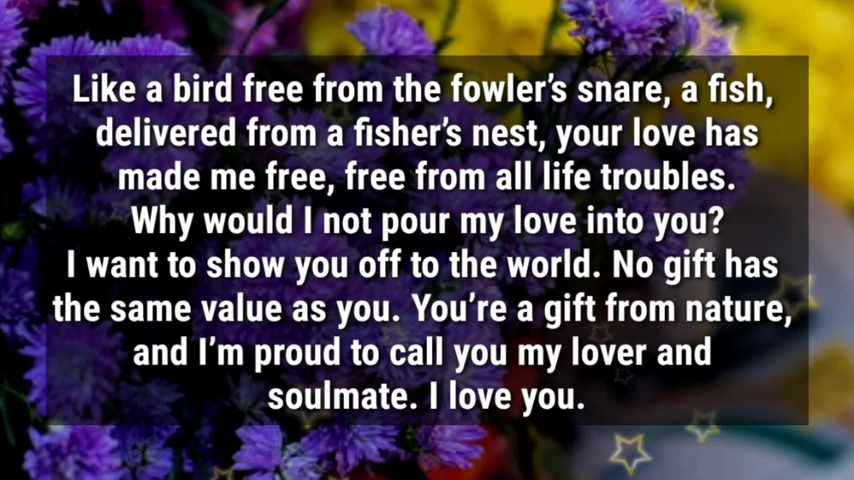 Like a bird free from the fowler’s snare, a fish,
delivered from a fisher’s nest, your love has
made me free, free from all life troubles.
Why would I not pour my love into you?
I want to show you off to the world. No gift has
the same value as you. You’re a gift from nature,
and I’m proud to call you my lover and
soulmate. I love you.